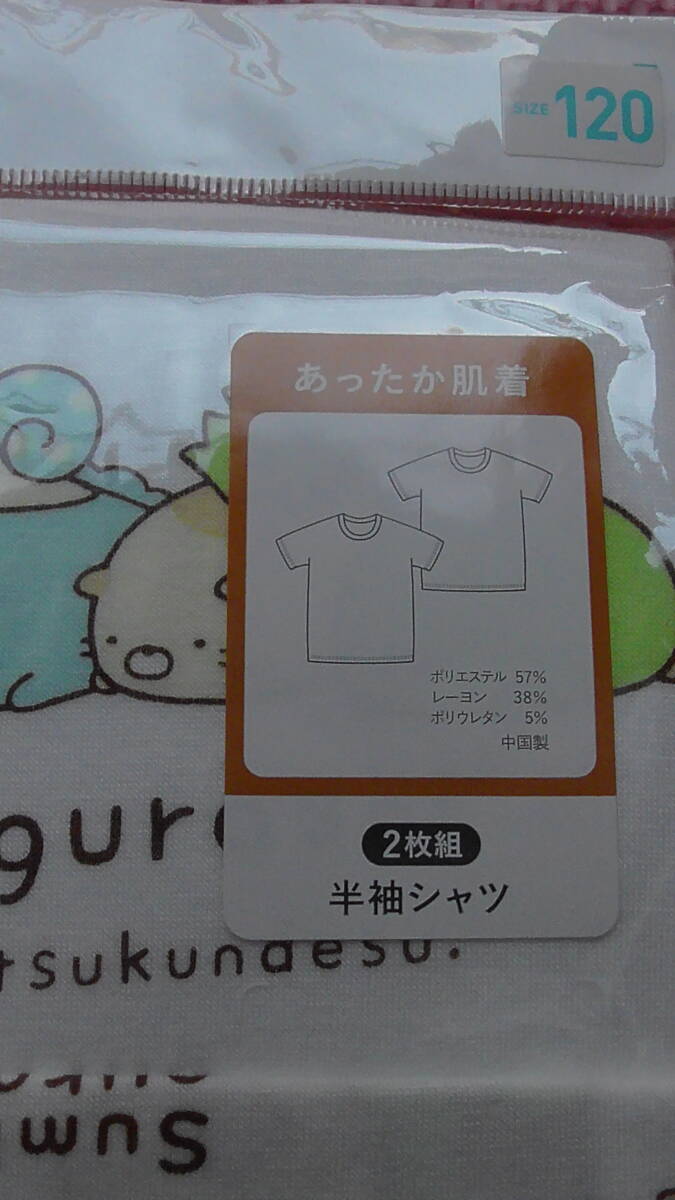 SIZE 120
あったか肌着
ポリエステル 57%
レーヨン 38%
ポリウレタン 5%
中国製
2枚組
半袖シャツ
gur
tsukundesu.
Sum